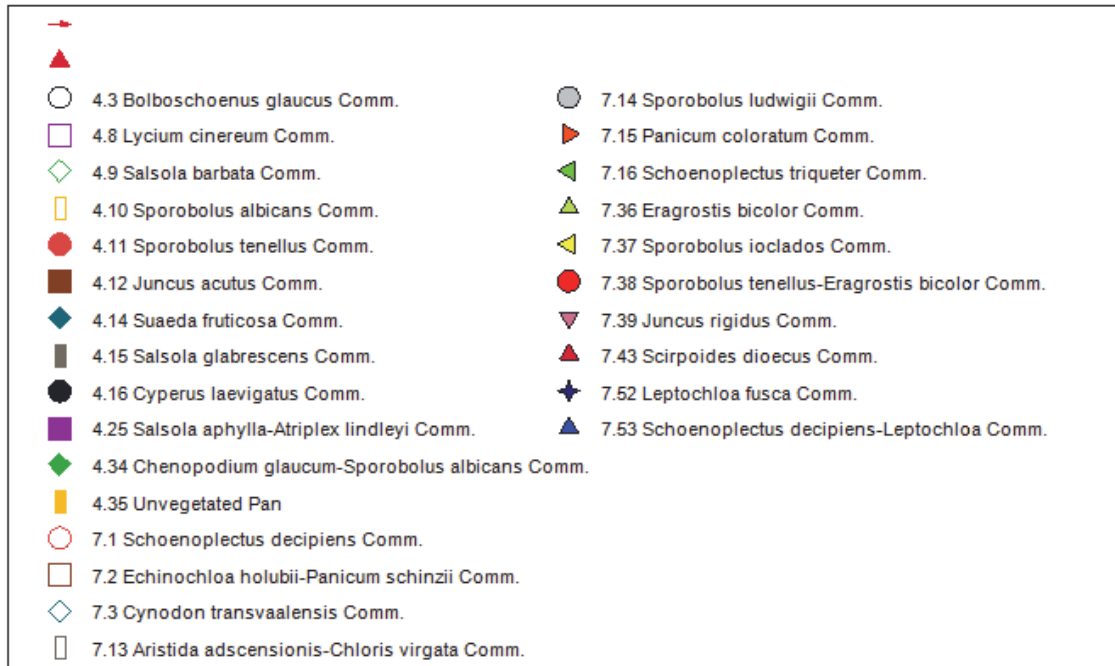 4.3 Bolboschoenus glaucus Comm.
4.8 Lycium cinereum Comm.
4.9 Salsola barbata Comm.
4.10 Sporobolus albicans Comm.
4.11 Sporobolus tenellus Comm.
4.12 Juncus acutus Comm.
4.14 Suaeda fruticosa Comm.
4.15 Salsola glabrescens Comm.
4.16 Cyperus laevigatus Comm.
4.25 Salsola aphylla-Atriplex lindleyi Comm.
4.34 Chenopodium glaucum-Sporobolus albicans Comm.
4.35 Unvegetated Pan
7.1 Schoenoplectus decipiens Comm.
7.2 Echinochloa holubii-Panicum schinzii Comm.
7.3 Cynodon transvaalensis Comm.
7.13 Aristida adscensionis-Chloris virgata Comm.
7.14 Sporobolus ludwigii Comm.
7.15 Panicum coloratum Comm.
7.16 Schoenoplectus triqueter Comm.
7.36 Eragrostis bicolor Comm.
7.37 Sporobolus ioclados Comm.
7.38 Sporobolus tenellus-Eragrostis bicolor Comm.
7.39 Juncus rigidus Comm.
7.43 Scirpoides dioecus Comm.
7.52 Leptochloa fusca Comm.
7.53 Schoenoplectus decipiens-Leptochloa Comm.